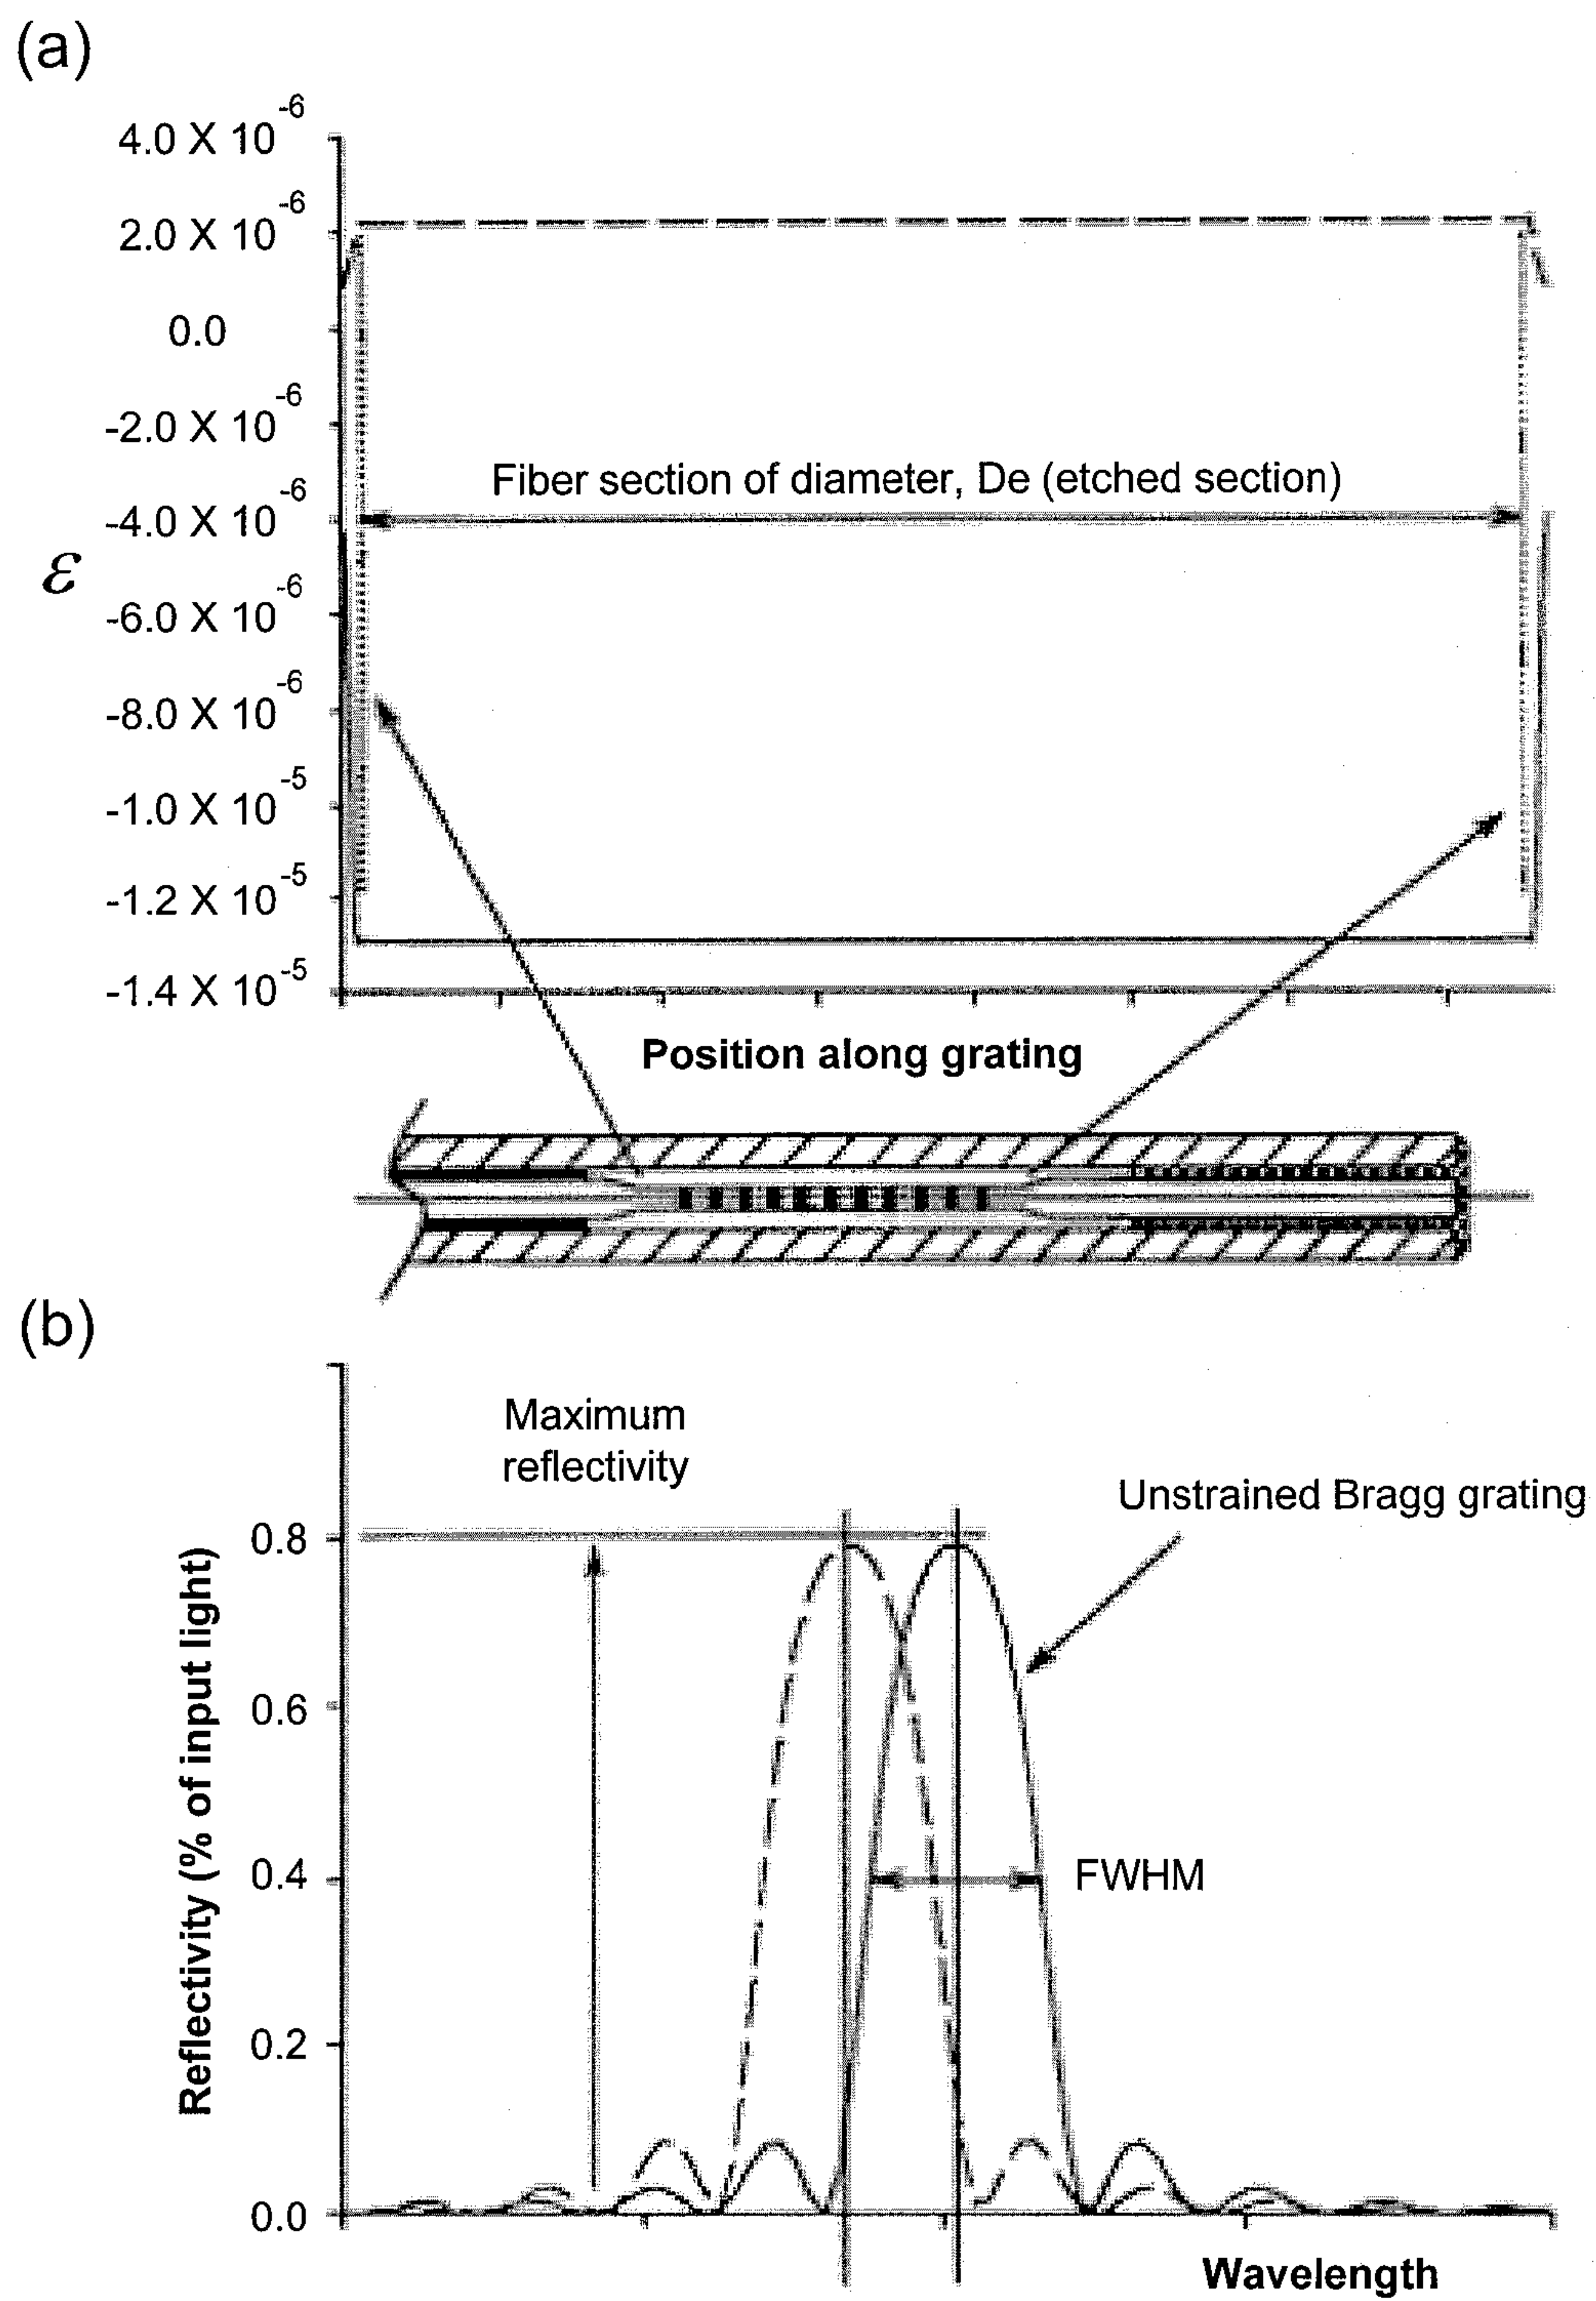 (a)
4.0 X 10^-6
2.0 X 10^-6
0.0
-2.0 X 10^-6
Fiber section of diameter, De (etched section)
-4.0 X 10^-6
ε
-6.0 X 10^-6
-8.0 X 10^-6
-1.0 X 10^-5
-1.2 X 10^-5
-1.4 X 10^-5
Position along grating
(b)
Maximum
reflectivity
Unstrained Bragg grating
0.8
0.6
0.4
FWHM
0.2
0.0
Reflectivity (% of input light)
Wavelength